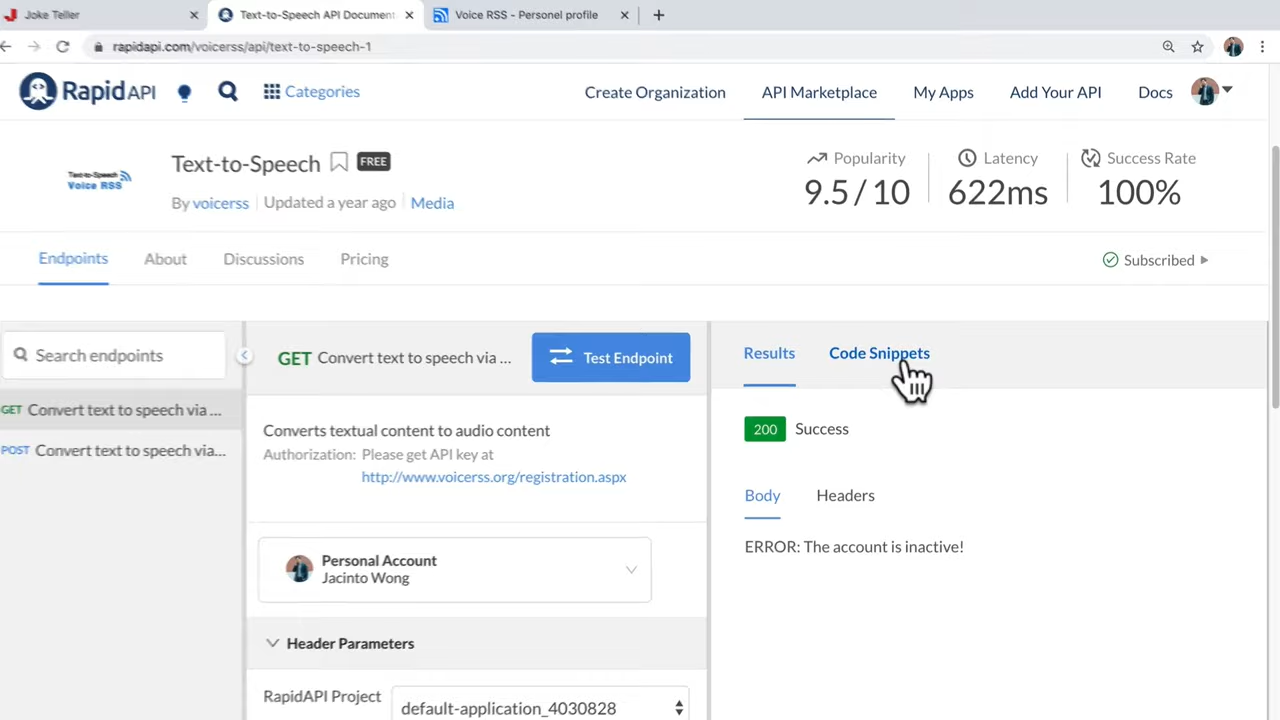 Joke Teller
Text-to-Speech API Document
Voice RSS - Personel profile
rapidapi.com/voicerss/api/text-to-speech-1
RapidAPI
Categories
Create Organization
API Marketplace
My Apps
Add Your API
Docs
Text-to-Speech
Voice RSS
Text-to-Speech
FREE
By voicerss
Updated a year ago
Media
Popularity
9.5 / 10
Latency
622ms
Success Rate
100%
Endpoints
About
Discussions
Pricing
Subscribed
Search endpoints
GET Convert text to speech via ...
POST Convert text to speech via...
GET Convert text to speech via ...
Test Endpoint
Converts textual content to audio content
Authorization: Please get API key at
http://www.voicerss.org/registration.aspx
Personal Account
Jacinto Wong
Header Parameters
RapidAPI Project
default-application_4030828
Results
Code Snippets
200 Success
Body
Headers
ERROR: The account is inactive!